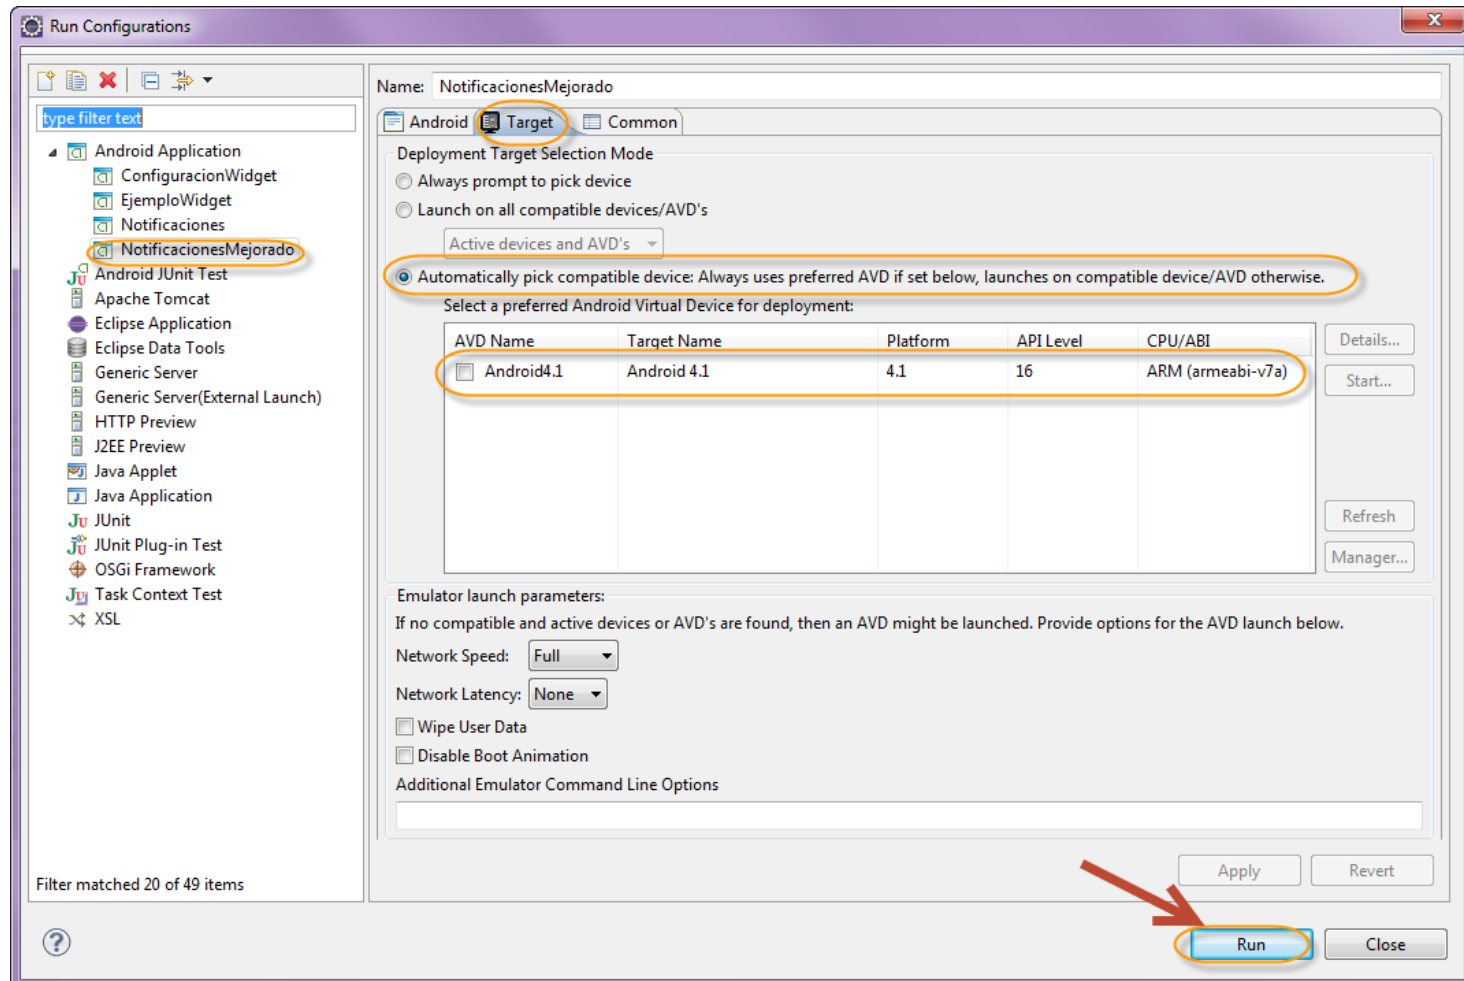 Run Configurations
type filter text
Android Application
ConfiguracionWidget
EjemploWidget
Notificaciones
NotificacionesMejorado
Android JUnit Test
Apache Tomcat
Eclipse Application
Eclipse Data Tools
Generic Server
Generic Server(External Launch)
HTTP Preview
J2EE Preview
Java Applet
Java Application
JUnit
JUnit Plug-in Test
OSGi Framework
Task Context Test
XSL
Filter matched 20 of 49 items
Name: NotificacionesMejorado
Android Target Common
Deployment Target Selection Mode
Always prompt to pick device
Launch on all compatible devices/AVD's
Active devices and AVD's
Automatically pick compatible device: Always uses preferred AVD if set below, launches on compatible device/AVD otherwise.
Select a preferred Android Virtual Device for deployment:
AVD Name Target Name Platform API Level CPU/ABI
Android4.1 Android 4.1 4.1 16 ARM (armeabi-v7a)
Details...
Start...
Refresh
Manager...
Emulator launch parameters:
If no compatible and active devices or AVD's are found, then an AVD might be launched. Provide options for the AVD launch below.
Network Speed: Full
Network Latency: None
Wipe User Data
Disable Boot Animation
Additional Emulator Command Line Options
Apply Revert
Run Close